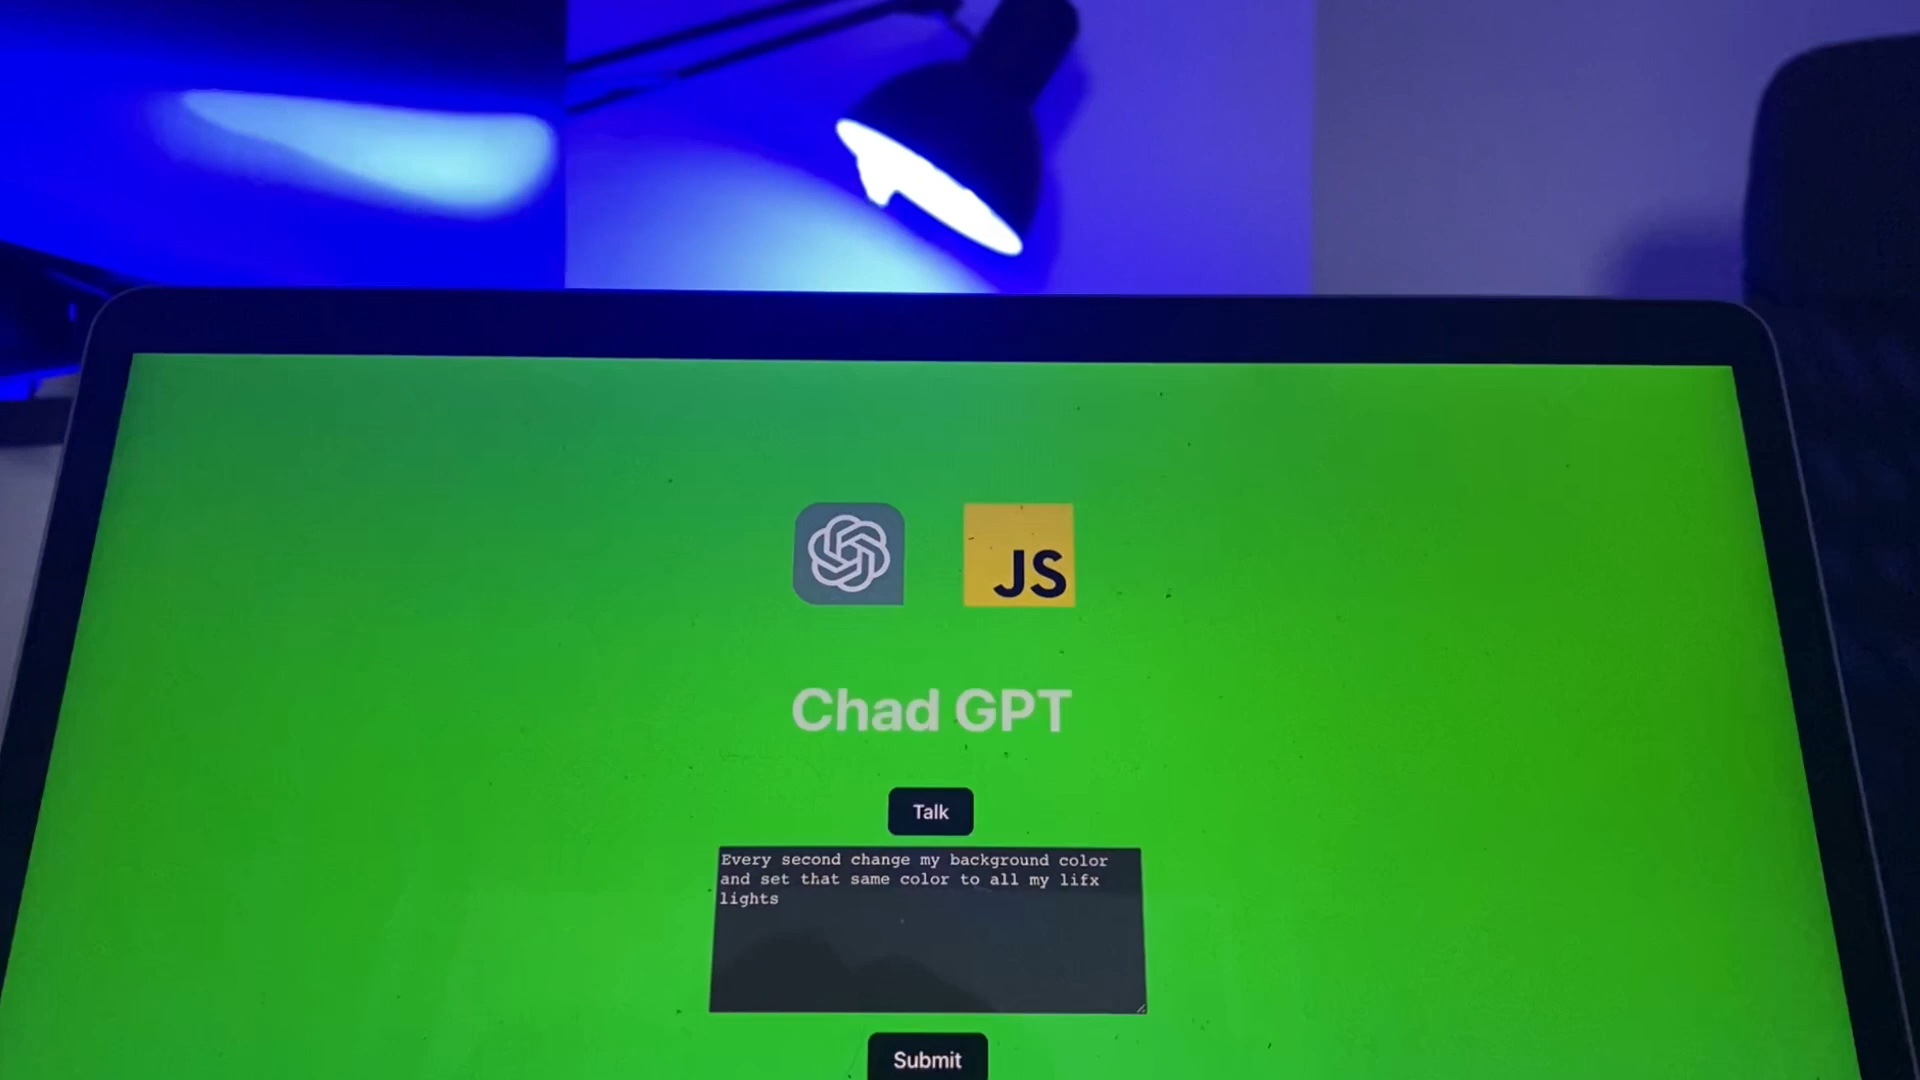 JS
Chad GPT
Talk
Every second change my background color
and set that same color to all my lifx
lights
Submit